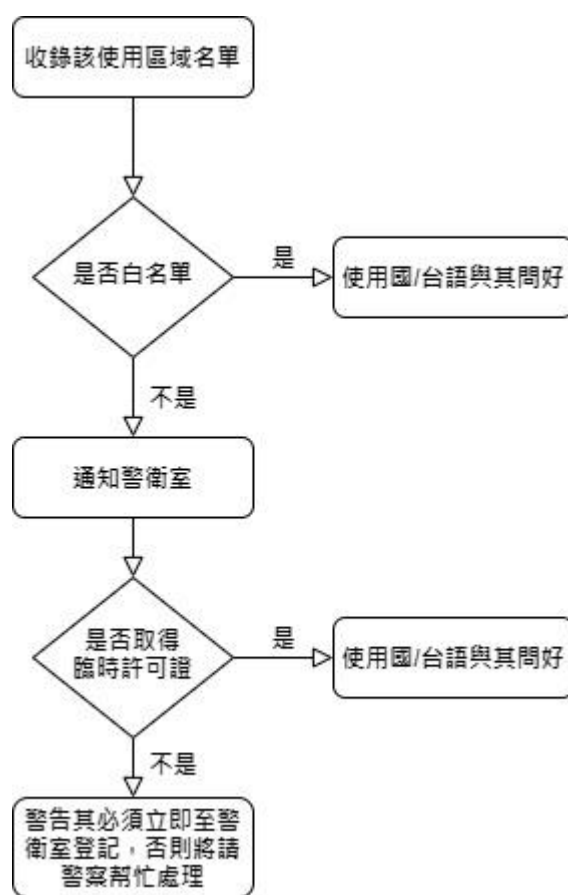 收錄該使用區域名單
是否白名單
是
使用國/台語與其問好
不是
通知警衛室
是否取得
臨時許可證
是
使用國/台語與其問好
不是
警告其必須立即至警
衛室登記，否則將請
警察幫忙處理